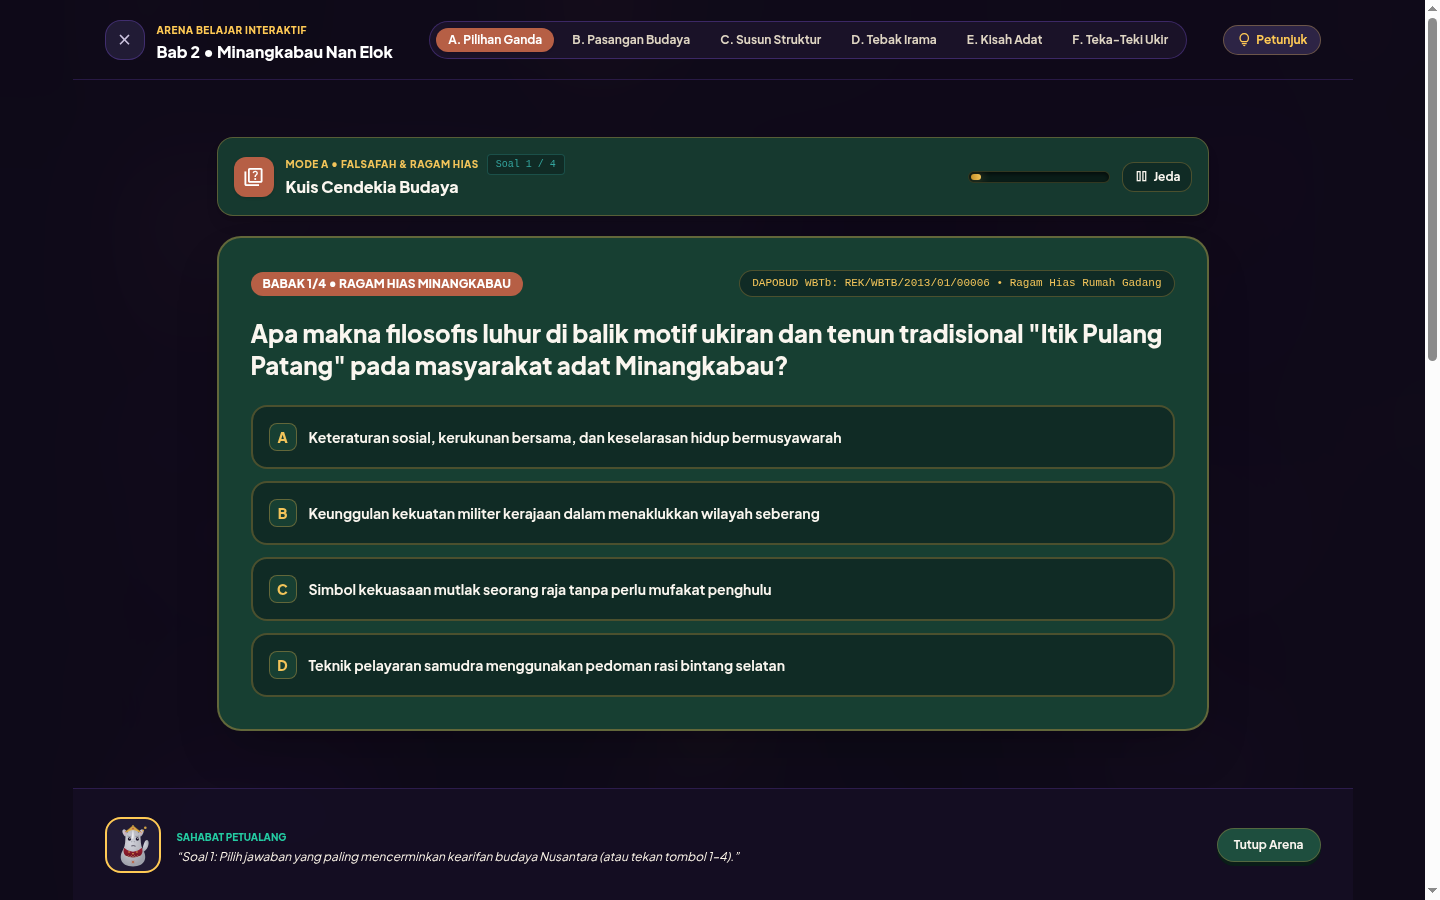 ARENA BELAJAR INTERAKTIF
Bab 2 • Minangkabau Nan Elok
A. Pilihan Ganda
B. Pasangan Budaya
C. Susun Struktur
D. Tebak Irama
E. Kisah Adat
F. Teka-Teki Ukir
Petunjuk
MODE A • FALSAFAH & RAGAM HIAS
Soal 1 / 4
Kuis Cendekia Budaya
Jeda
BABAK 1/4 • RAGAM HIAS MINANGKABAU
DAPOBUD WBTb: REK/WBTB/2013/01/00006 • Ragam Hias Rumah Gadang
Apa makna filosofis luhur di balik motif ukiran dan tenun tradisional "Itik Pulang
Patang" pada masyarakat adat Minangkabau?
A Keteraturan sosial, kerukunan bersama, dan keselarasan hidup bermusyawarah
B Keunggulan kekuatan militer kerajaan dalam menaklukkan wilayah seberang
C Simbol kekuasaan mutlak seorang raja tanpa perlu mufakat penghulu
D Teknik pelayaran samudra menggunakan pedoman rasi bintang selatan
SAHABAT PETUALANG
"Soal 1: Pilih jawaban yang paling mencerminkan kearifan budaya Nusantara (atau tekan tombol 1-4)."
Tutup Arena